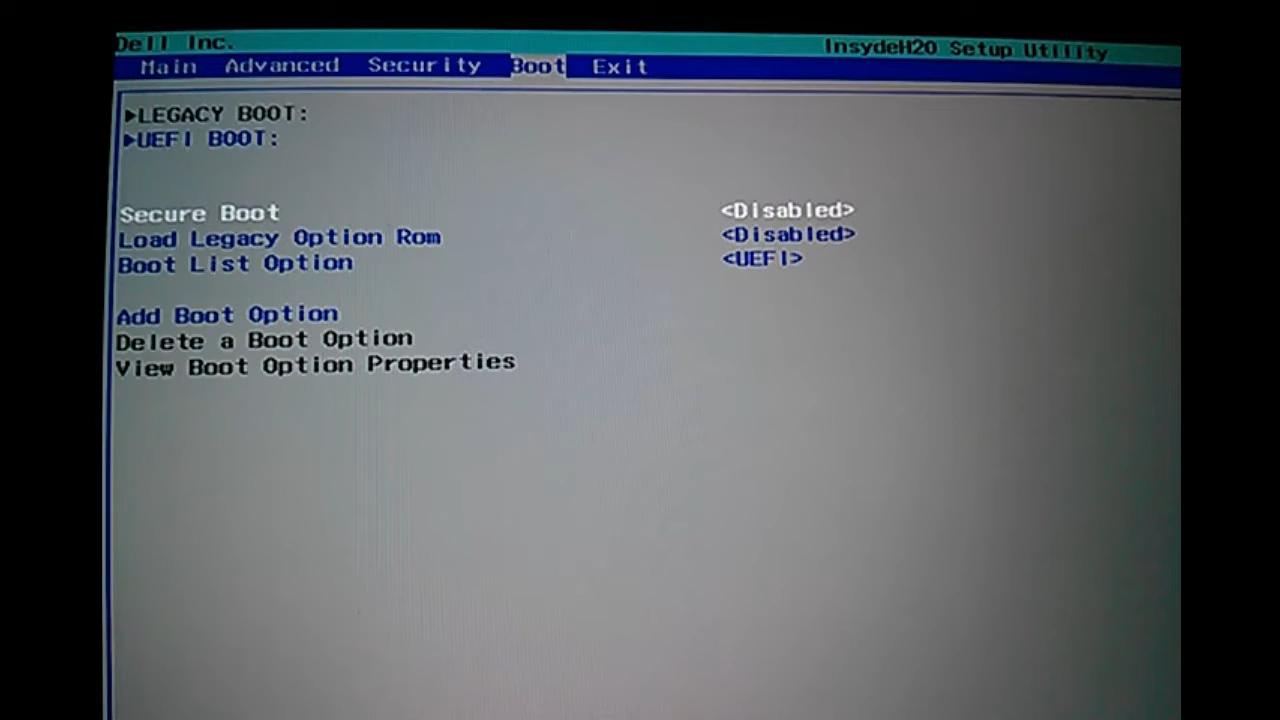 Dell Inc.
InsydeH20 Setup Utility
Main Advanced Security Boot Exit
▶LEGACY BOOT:
▶UEFI BOOT:
Secure Boot <Disabled>
Load Legacy Option Rom <Disabled>
Boot List Option <UEFI>
Add Boot Option
Delete a Boot Option
View Boot Option Properties